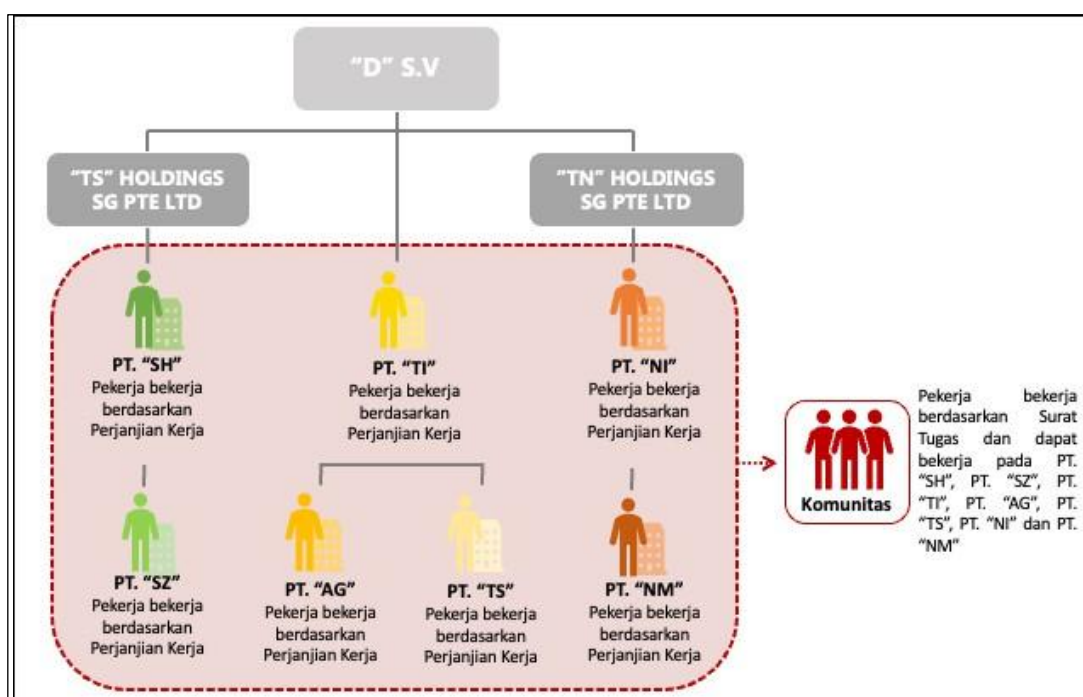 "D" S.V
"TS" HOLDINGS
SG PTE LTD
"TN" HOLDINGS
SG PTE LTD
PT. "SH"
Pekerja bekerja
berdasarkan
Perjanjian Kerja
PT. "TI"
Pekerja bekerja
berdasarkan
Perjanjian Kerja
PT. "NI"
Pekerja bekerja
berdasarkan
Perjanjian Kerja
PT. "SZ"
Pekerja bekerja
berdasarkan
Perjanjian Kerja
PT. "AG"
Pekerja bekerja
berdasarkan
Perjanjian Kerja
PT. "TS"
Pekerja bekerja
berdasarkan
Perjanjian Kerja
PT. "NM"
Pekerja bekerja
berdasarkan
Perjanjian Kerja
Komunitas
Pekerja bekerja
berdasarkan Surat
Tugas dan dapat
bekerja pada PT.
"SH", PT. "SZ", PT.
"TI", PT. "AG", PT.
"TS", PT. "NI" dan PT.
"NM"